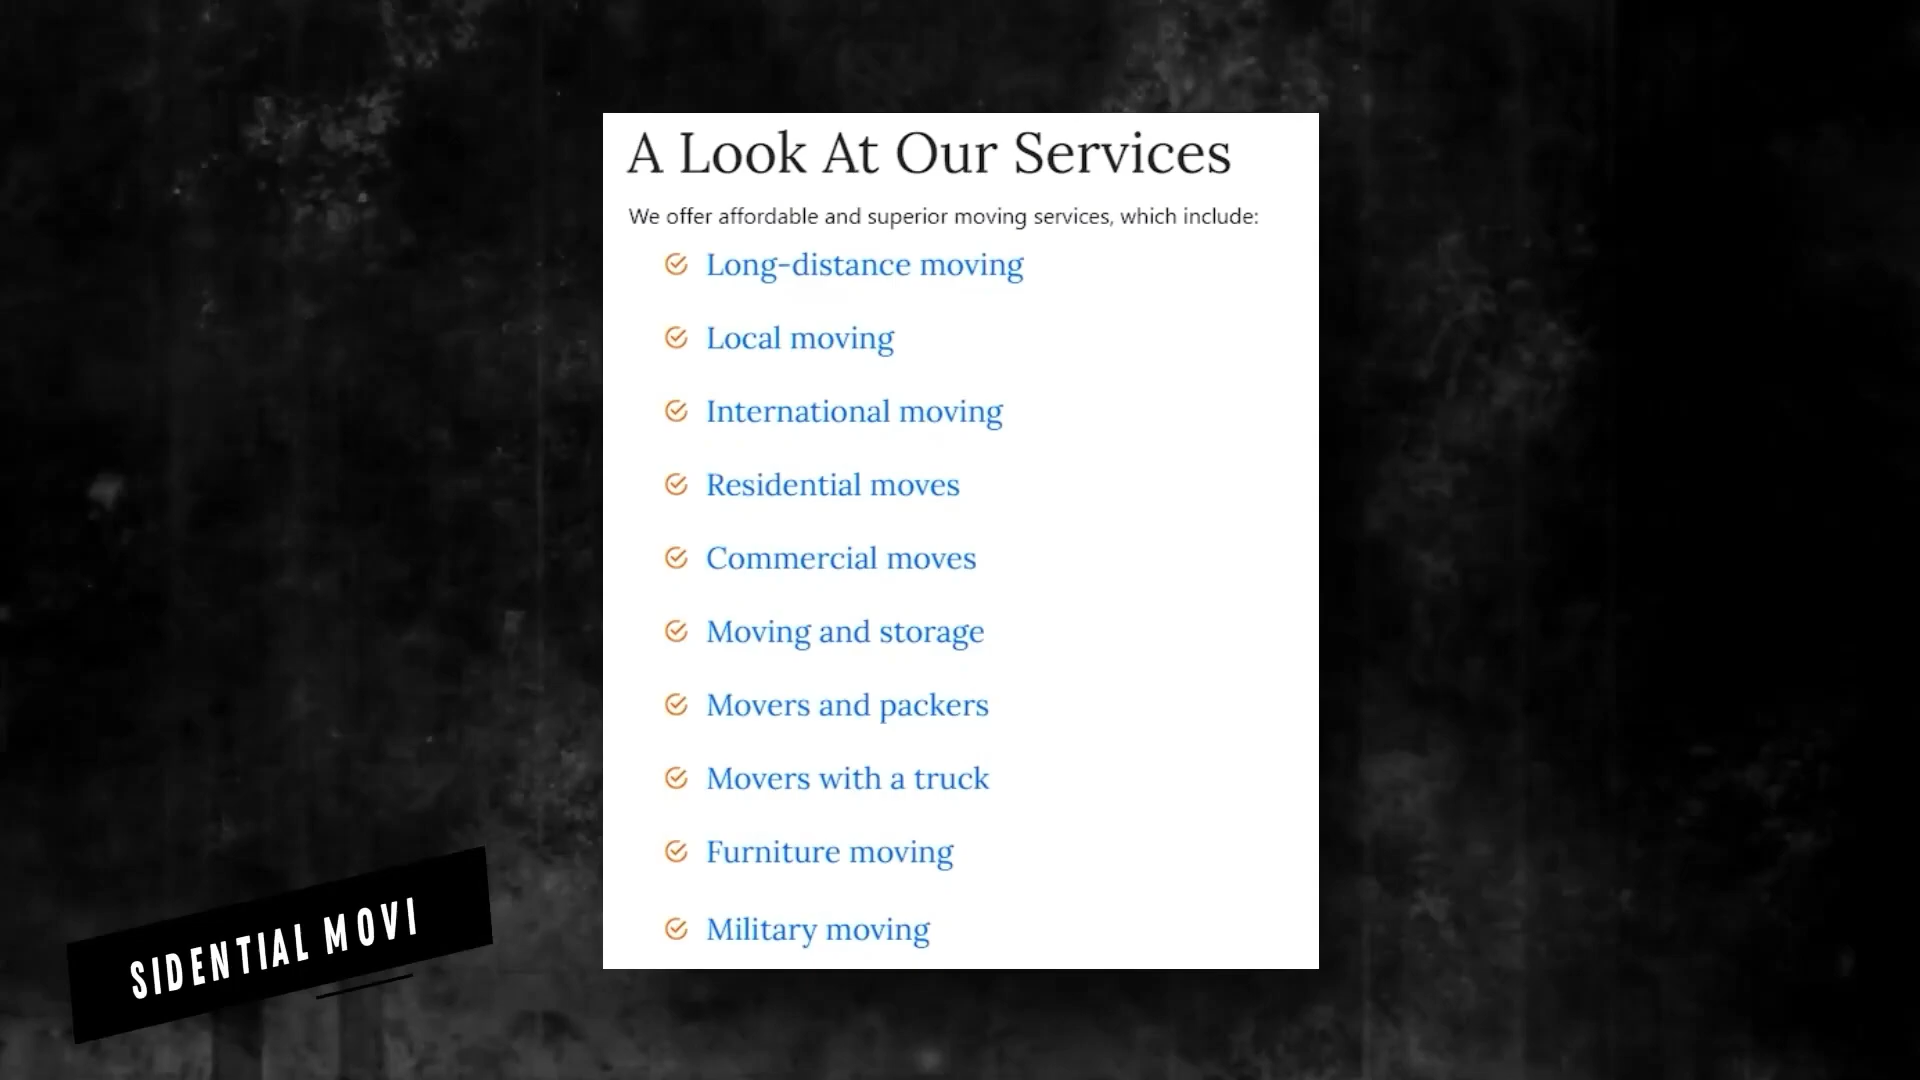 A Look At Our Services
We offer affordable and superior moving services, which include:
Long-distance moving
Local moving
International moving
Residential moves
Commercial moves
Moving and storage
Movers and packers
Movers with a truck
Furniture moving
Military moving
SIDENTIAL MOVI